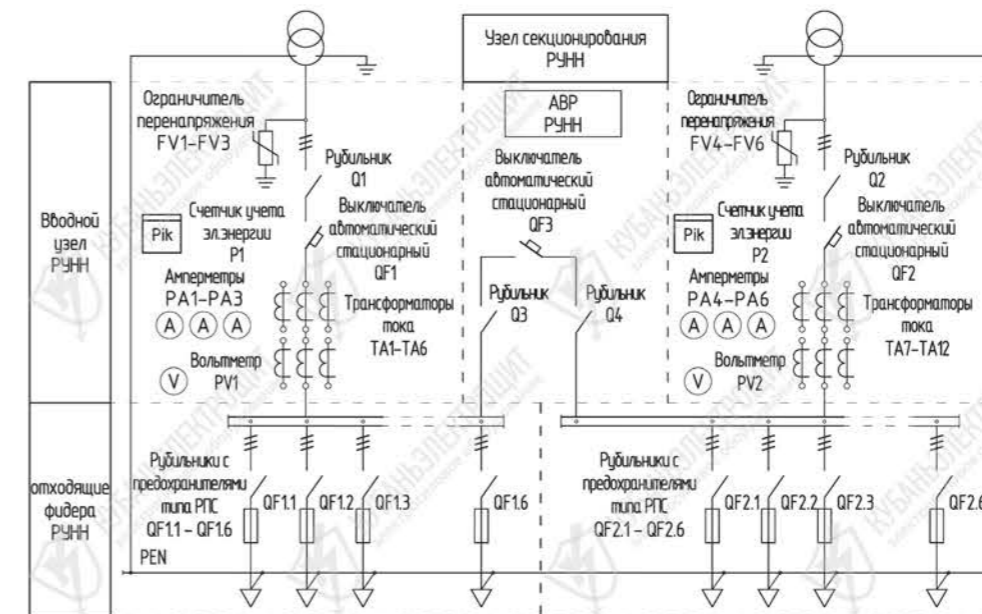 Узел секционирования
РУНН
АВР
РУНН
Вводной
узел
РУНН
Ограничитель
перенапряжения
FV1-FV3
Рубильник
Q1
Счетчик учета
эл.энергии
P1
Pik
Выключатель
автоматический
стационарный
QF1
Амперметры
PA1-PA3
A A A
Трансформаторы
тока
TA1-TA6
Вольтметр
PV1
V
Выключатель
автоматический
стационарный
QF3
Рубильник
Q3
Рубильник
Q4
Ограничитель
перенапряжения
FV4-FV6
Рубильник
Q2
Счетчик учета
эл.энергии
P2
Pik
Выключатель
автоматический
стационарный
QF2
Амперметры
PA4-PA6
A A A
Трансформаторы
тока
TA7-TA12
Вольтметр
PV2
V
отходящие
фидера
РУНН
Рубильники с
предохранителями
типа РПС
QF1.1 - QF1.6
QF1.1 QF1.2 QF1.3 QF1.6
PEN
Рубильники с
предохранителями
типа РПС
QF2.1 - QF2.6
QF2.1 QF2.2 QF2.3 QF2.6
КУБАНЬЭЛЕКТРОЩИТ